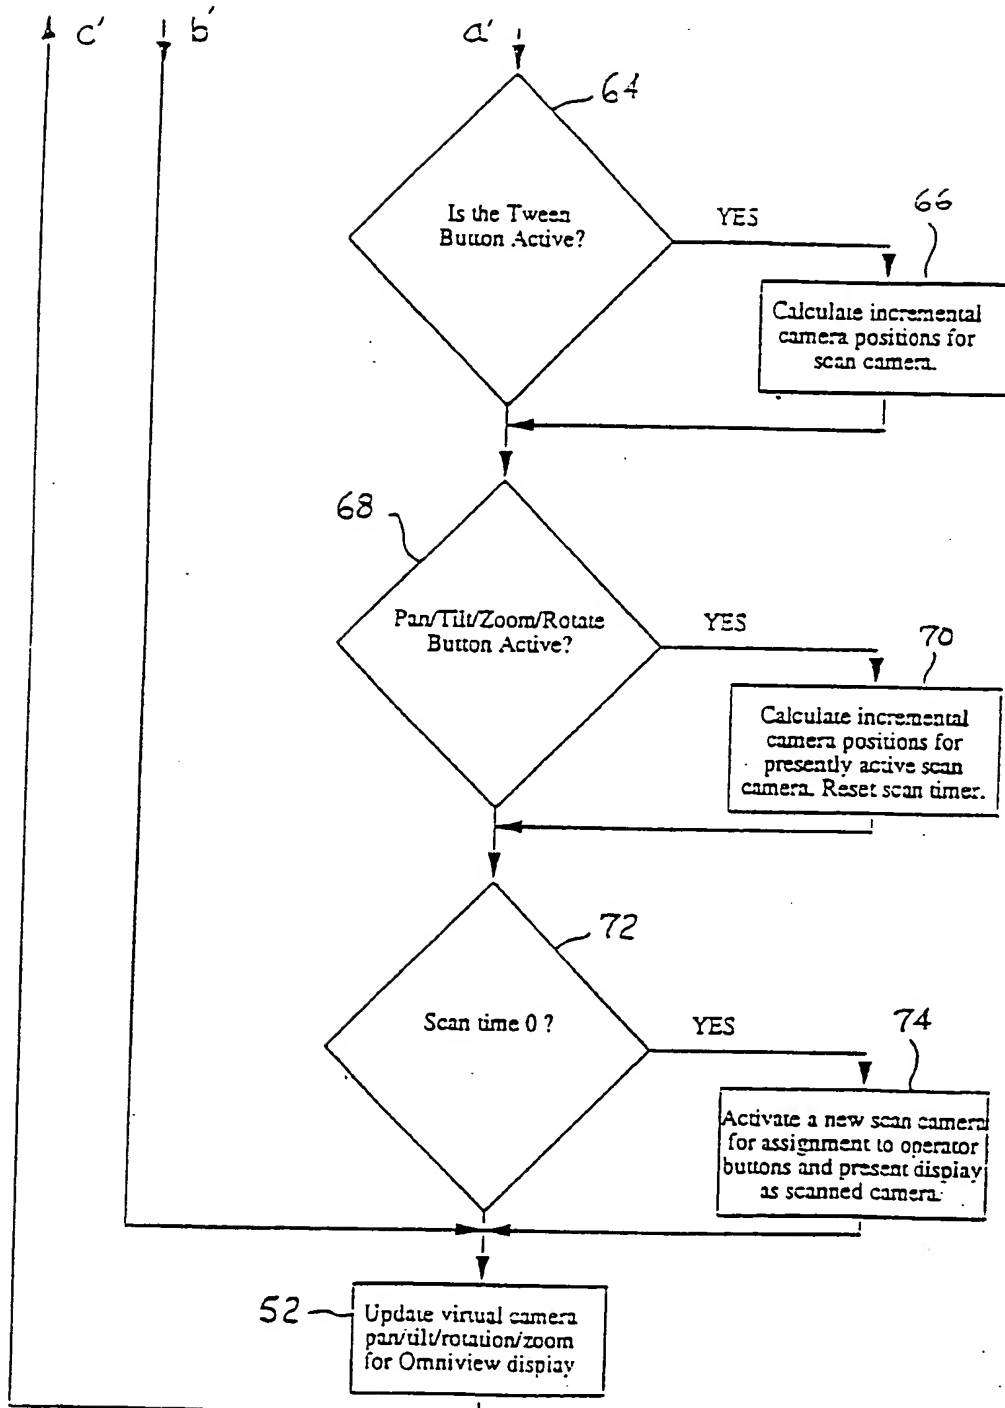 c'
b'
a'
64
Is the Tween
Button Active?
YES
66
Calculate incremental
camera positions for
scan camera.
68
Pan/Tilt/Zoom/Rotate
Button Active?
YES
70
Calculate incremental
camera positions for
presently active scan
camera. Reset scan timer.
72
Scan time 0 ?
YES
74
Activate a new scan camera
for assignment to operator
buttons and present display
as scanned camera.
52
Update virtual camera
pan/tilt/rotation/zoom
for Omniview display